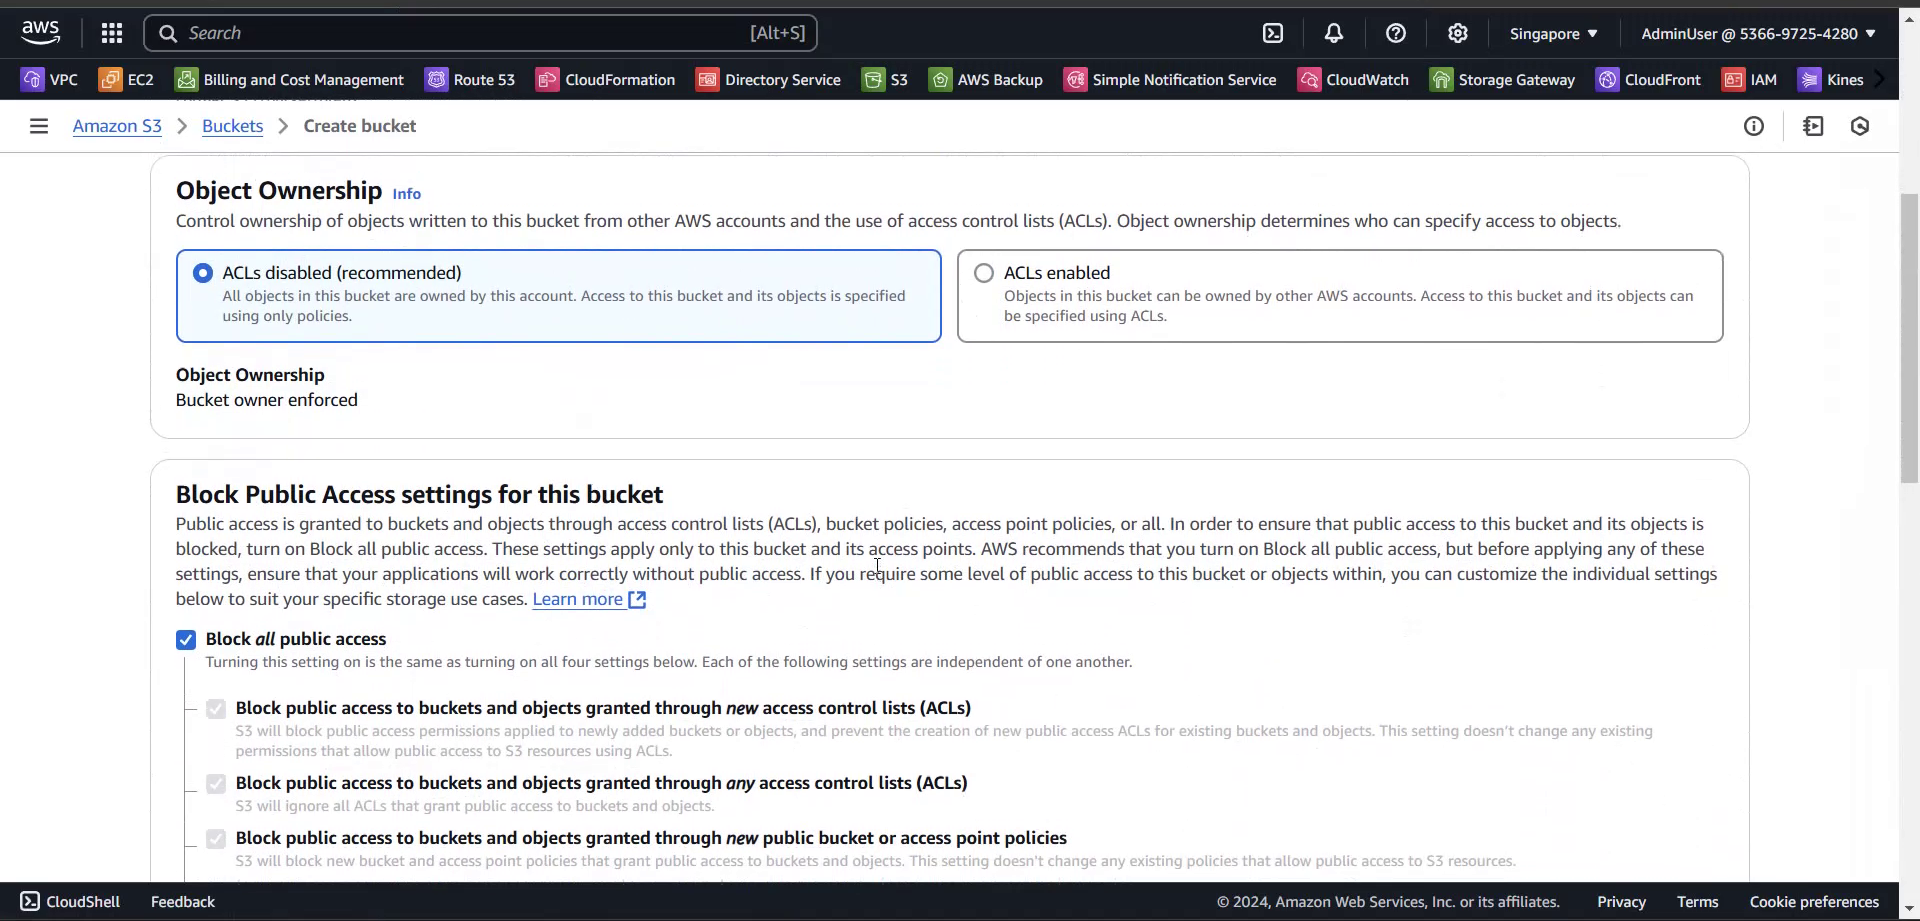 aws
Search [Alt+S]
Singapore ▼
AdminUser @ 5366-9725-4280 ▼
VPC EC2 Billing and Cost Management Route 53 CloudFormation Directory Service S3 AWS Backup Simple Notification Service CloudWatch Storage Gateway CloudFront IAM Kines
Amazon S3 > Buckets > Create bucket
Object Ownership Info
Control ownership of objects written to this bucket from other AWS accounts and the use of access control lists (ACLs). Object ownership determines who can specify access to objects.
ACLs disabled (recommended)
All objects in this bucket are owned by this account. Access to this bucket and its objects is specified
using only policies.
ACLs enabled
Objects in this bucket can be owned by other AWS accounts. Access to this bucket and its objects can
be specified using ACLs.
Object Ownership
Bucket owner enforced
Block Public Access settings for this bucket
Public access is granted to buckets and objects through access control lists (ACLs), bucket policies, access point policies, or all. In order to ensure that public access to this bucket and its objects is
blocked, turn on Block all public access. These settings apply only to this bucket and its access points. AWS recommends that you turn on Block all public access, but before applying any of these
settings, ensure that your applications will work correctly without public access. If you require some level of public access to this bucket or objects within, you can customize the individual settings
below to suit your specific storage use cases. Learn more
Block all public access
Turning this setting on is the same as turning on all four settings below. Each of the following settings are independent of one another.
Block public access to buckets and objects granted through new access control lists (ACLs)
S3 will block public access permissions applied to newly added buckets or objects, and prevent the creation of new public access ACLs for existing buckets and objects. This setting doesn't change any existing
permissions that allow public access to S3 resources using ACLs.
Block public access to buckets and objects granted through any access control lists (ACLs)
S3 will ignore all ACLs that grant public access to buckets and objects.
Block public access to buckets and objects granted through new public bucket or access point policies
S3 will block new bucket and access point policies that grant public access to buckets and objects. This setting doesn't change any existing policies that allow public access to S3 resources.
CloudShell Feedback © 2024, Amazon Web Services, Inc. or its affiliates. Privacy Terms Cookie preferences